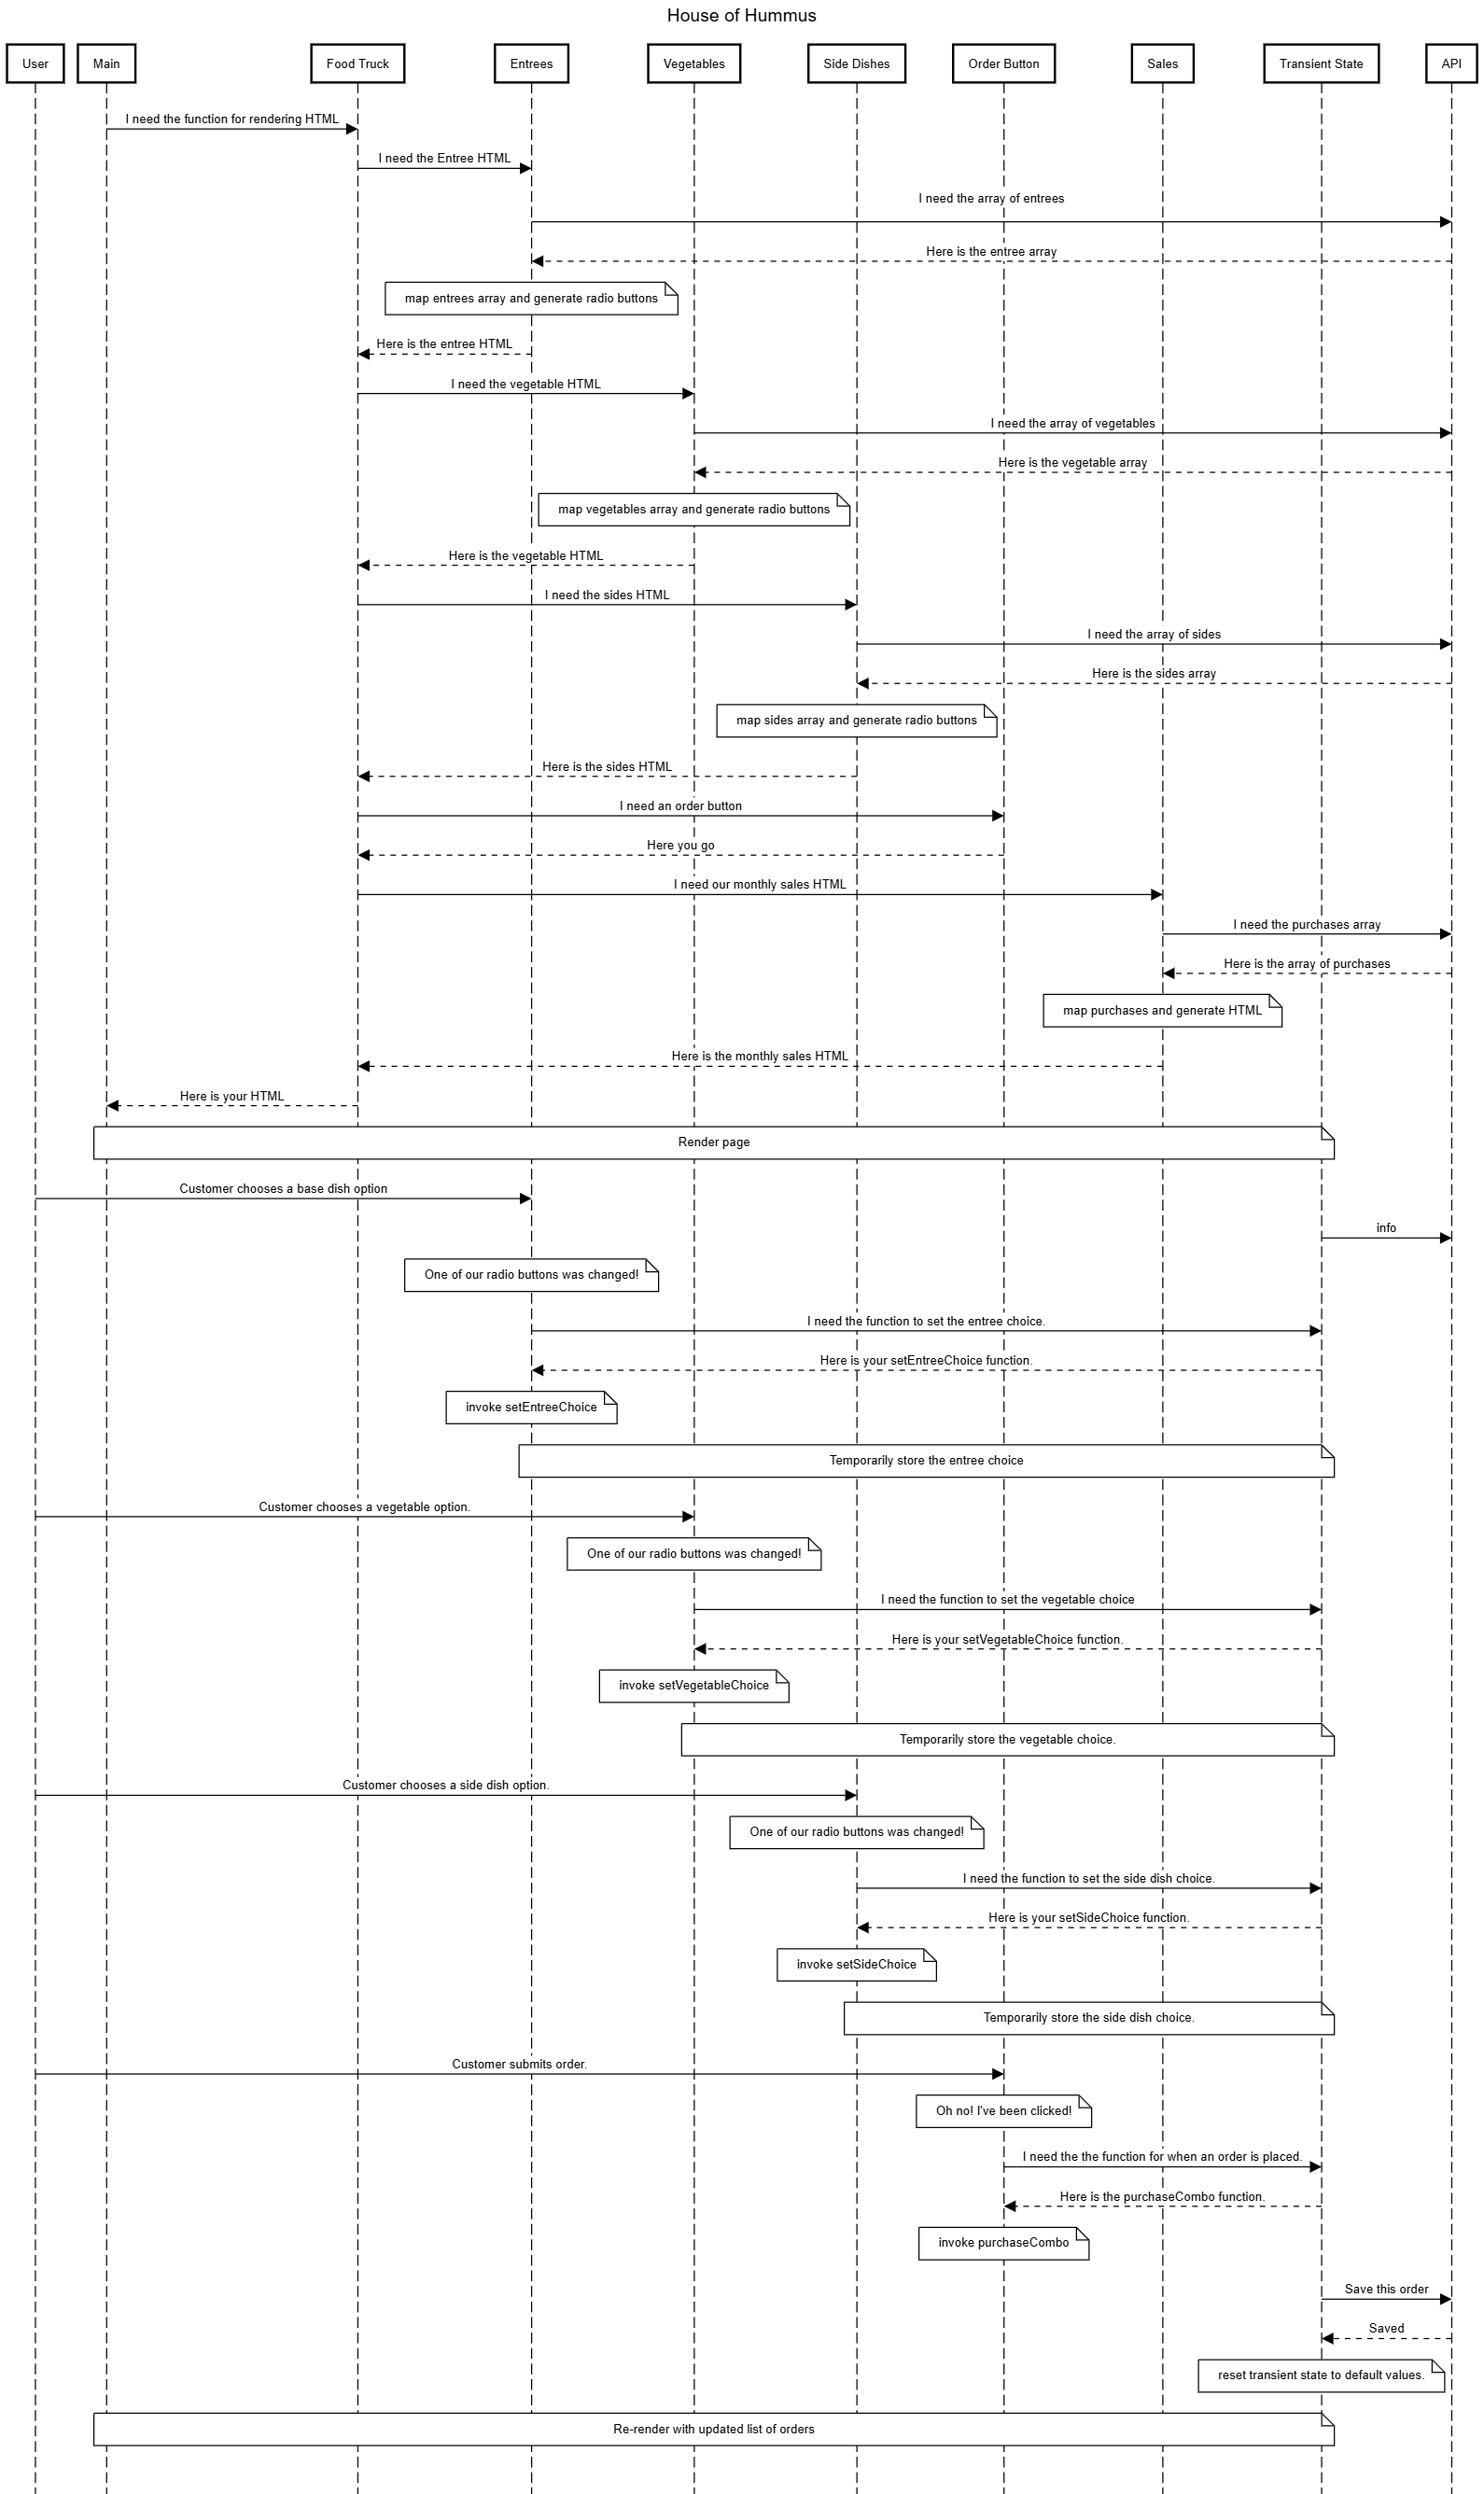 House of Hummus
User
Main
Food Truck
Entrees
Vegetables
Side Dishes
Order Button
Sales
Transient State
API
I need the function for rendering HTML
I need the Entree HTML
I need the array of entrees
Here is the entree array
map entrees array and generate radio buttons
Here is the entree HTML
I need the vegetable HTML
I need the array of vegetables
Here is the vegetable array
map vegetables array and generate radio buttons
Here is the vegetable HTML
I need the sides HTML
I need the array of sides
Here is the sides array
map sides array and generate radio buttons
Here is the sides HTML
I need an order button
Here you go
I need our monthly sales HTML
I need the purchases array
Here is the array of purchases
map purchases and generate HTML
Here is the monthly sales HTML
Here is your HTML
Render page
Customer chooses a base dish option
info
One of our radio buttons was changed!
I need the function to set the entree choice.
Here is your setEntreeChoice function.
invoke setEntreeChoice
Temporarily store the entree choice
Customer chooses a vegetable option.
One of our radio buttons was changed!
I need the function to set the vegetable choice
Here is your setVegetableChoice function.
invoke setVegetableChoice
Temporarily store the vegetable choice.
Customer chooses a side dish option.
One of our radio buttons was changed!
I need the function to set the side dish choice.
Here is your setSideChoice function.
invoke setSideChoice
Temporarily store the side dish choice.
Customer submits order.
Oh no! I've been clicked!
I need the the function for when an order is placed.
Here is the purchaseCombo function.
invoke purchaseCombo
Save this order
Saved
reset transient state to default values.
Re-render with updated list of orders